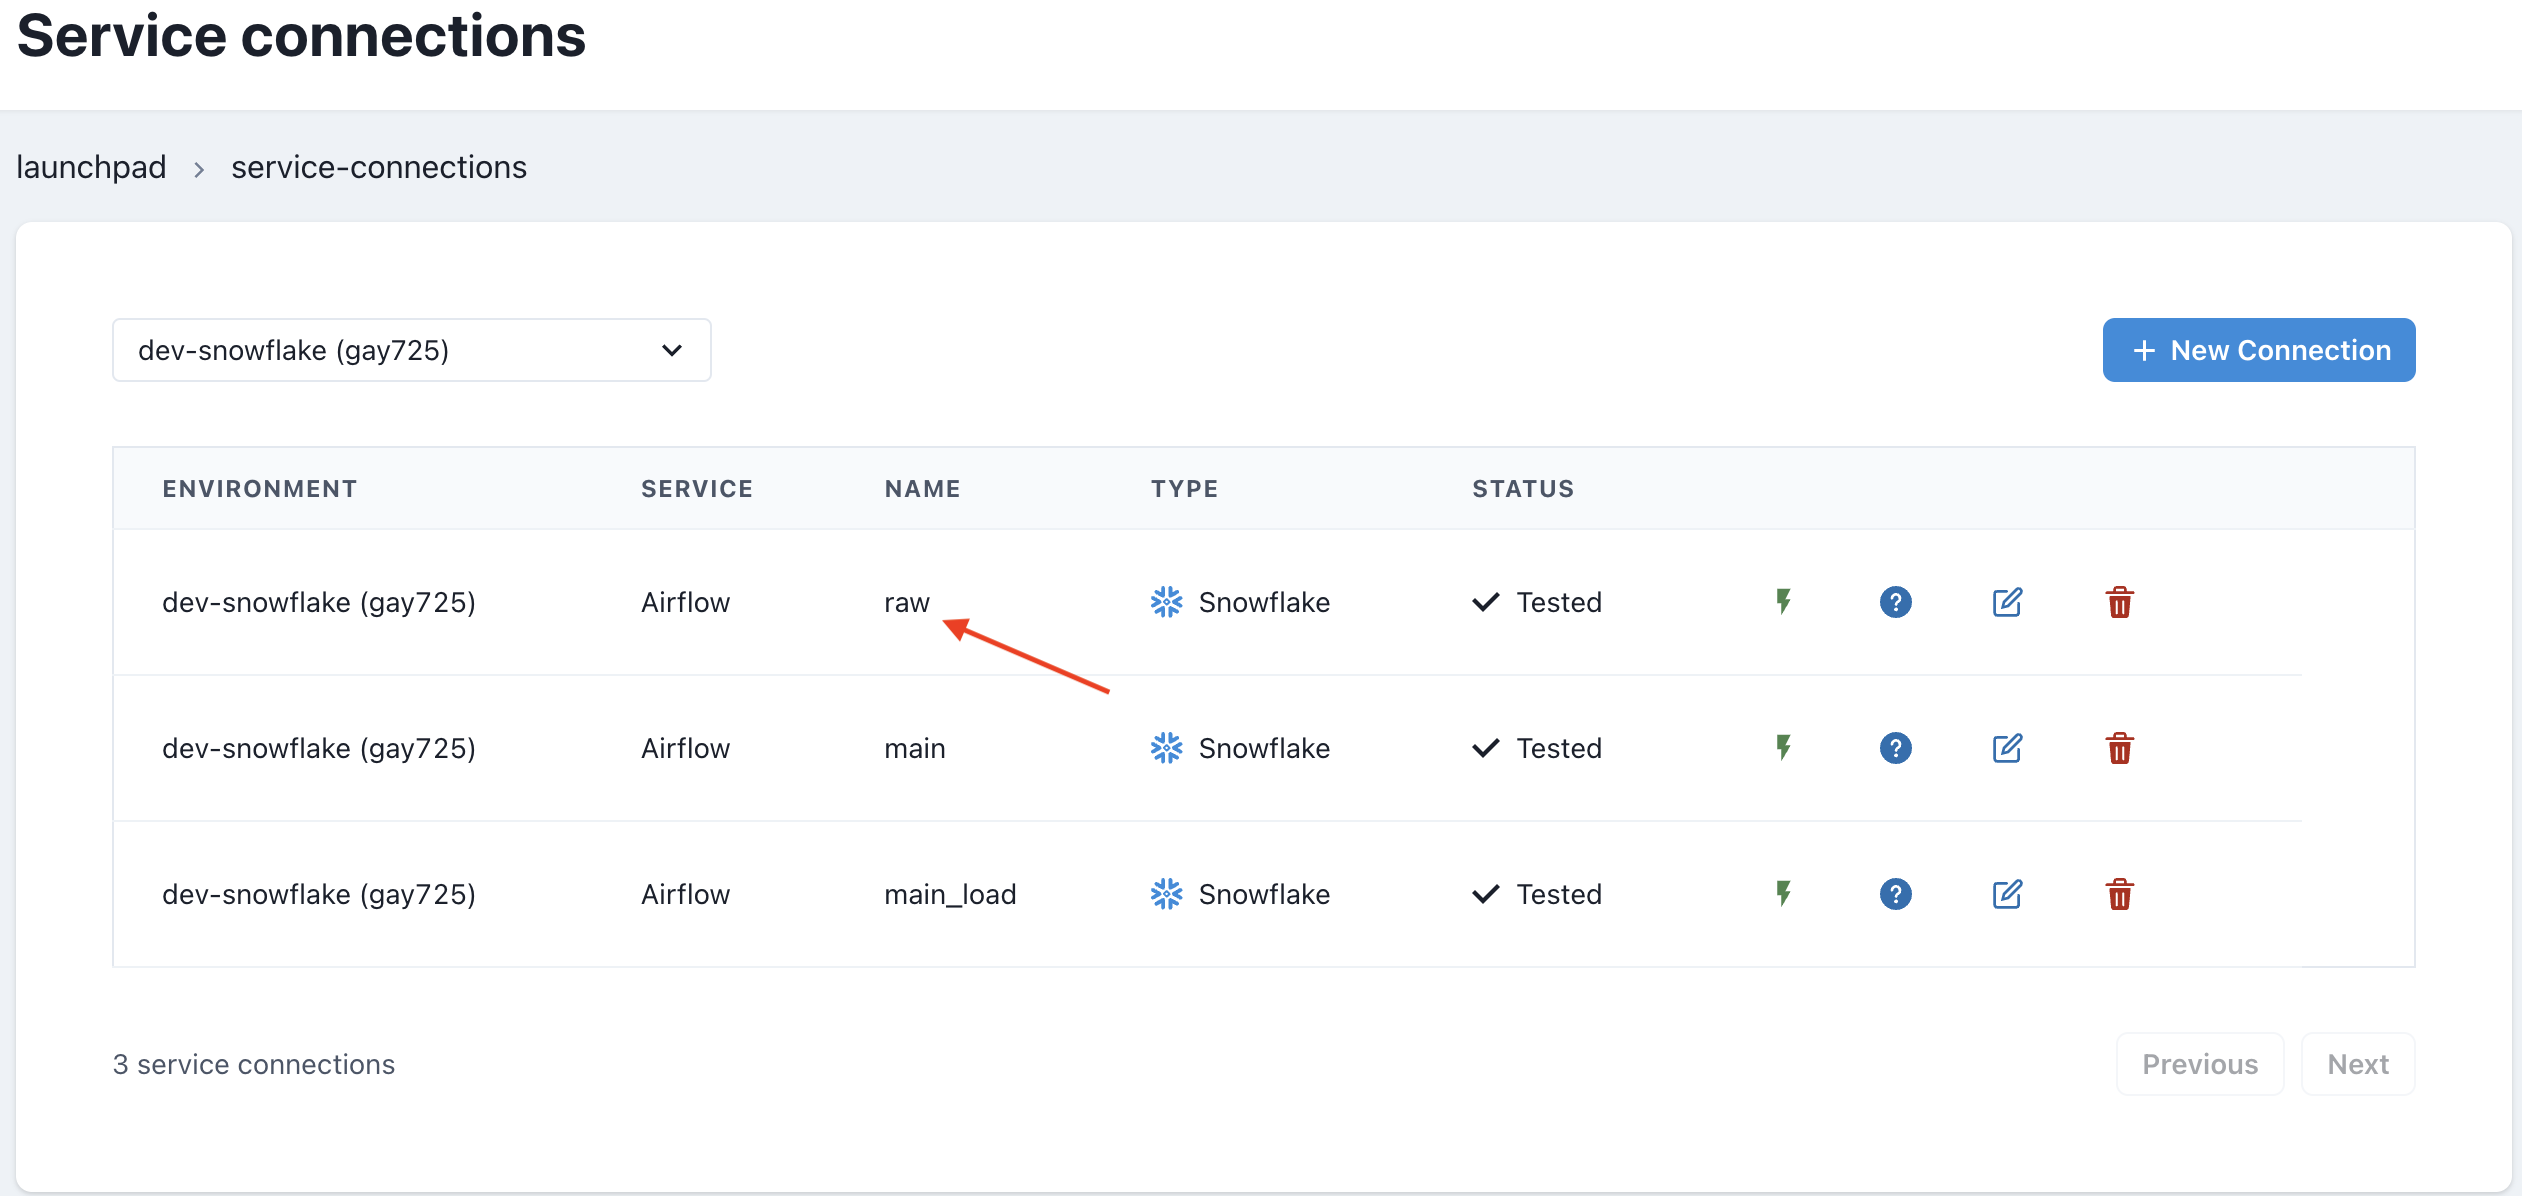 Service connections
launchpad > service-connections
dev-snowflake (gay725)
+ New Connection
ENVIRONMENT SERVICE NAME TYPE STATUS
dev-snowflake (gay725) Airflow raw Snowflake Tested ?
dev-snowflake (gay725) Airflow main Snowflake Tested ?
dev-snowflake (gay725) Airflow main_load Snowflake Tested ?
3 service connections
Previous Next